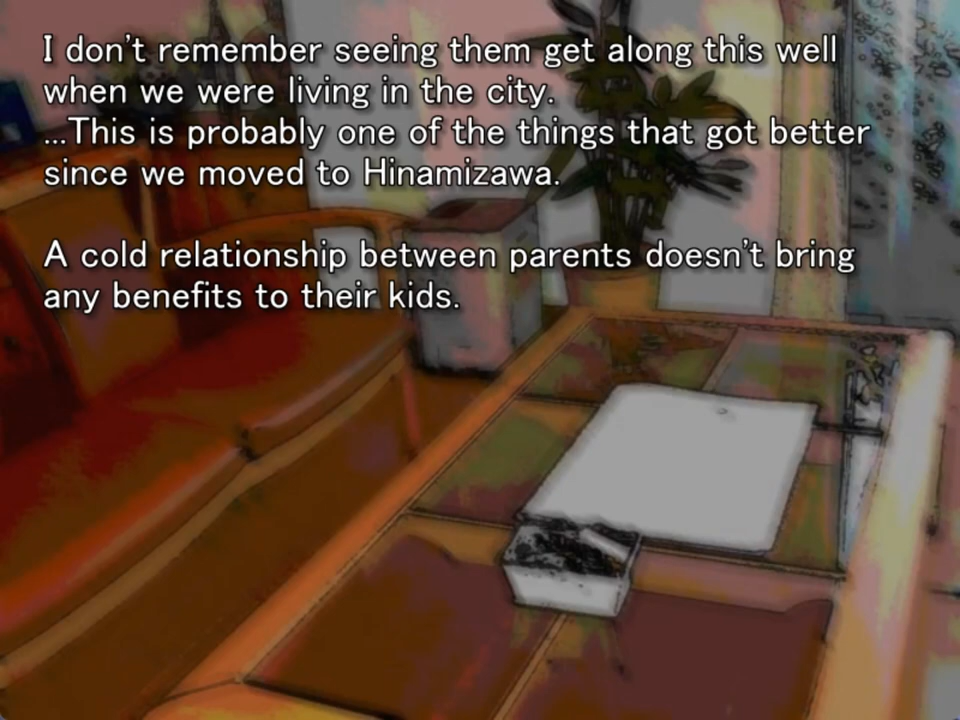 I don't remember seeing them get along this well
when we were living in the city.
...This is probably one of the things that got better
since we moved to Hinamizawa.
A cold relationship between parents doesn't bring
any benefits to their kids.